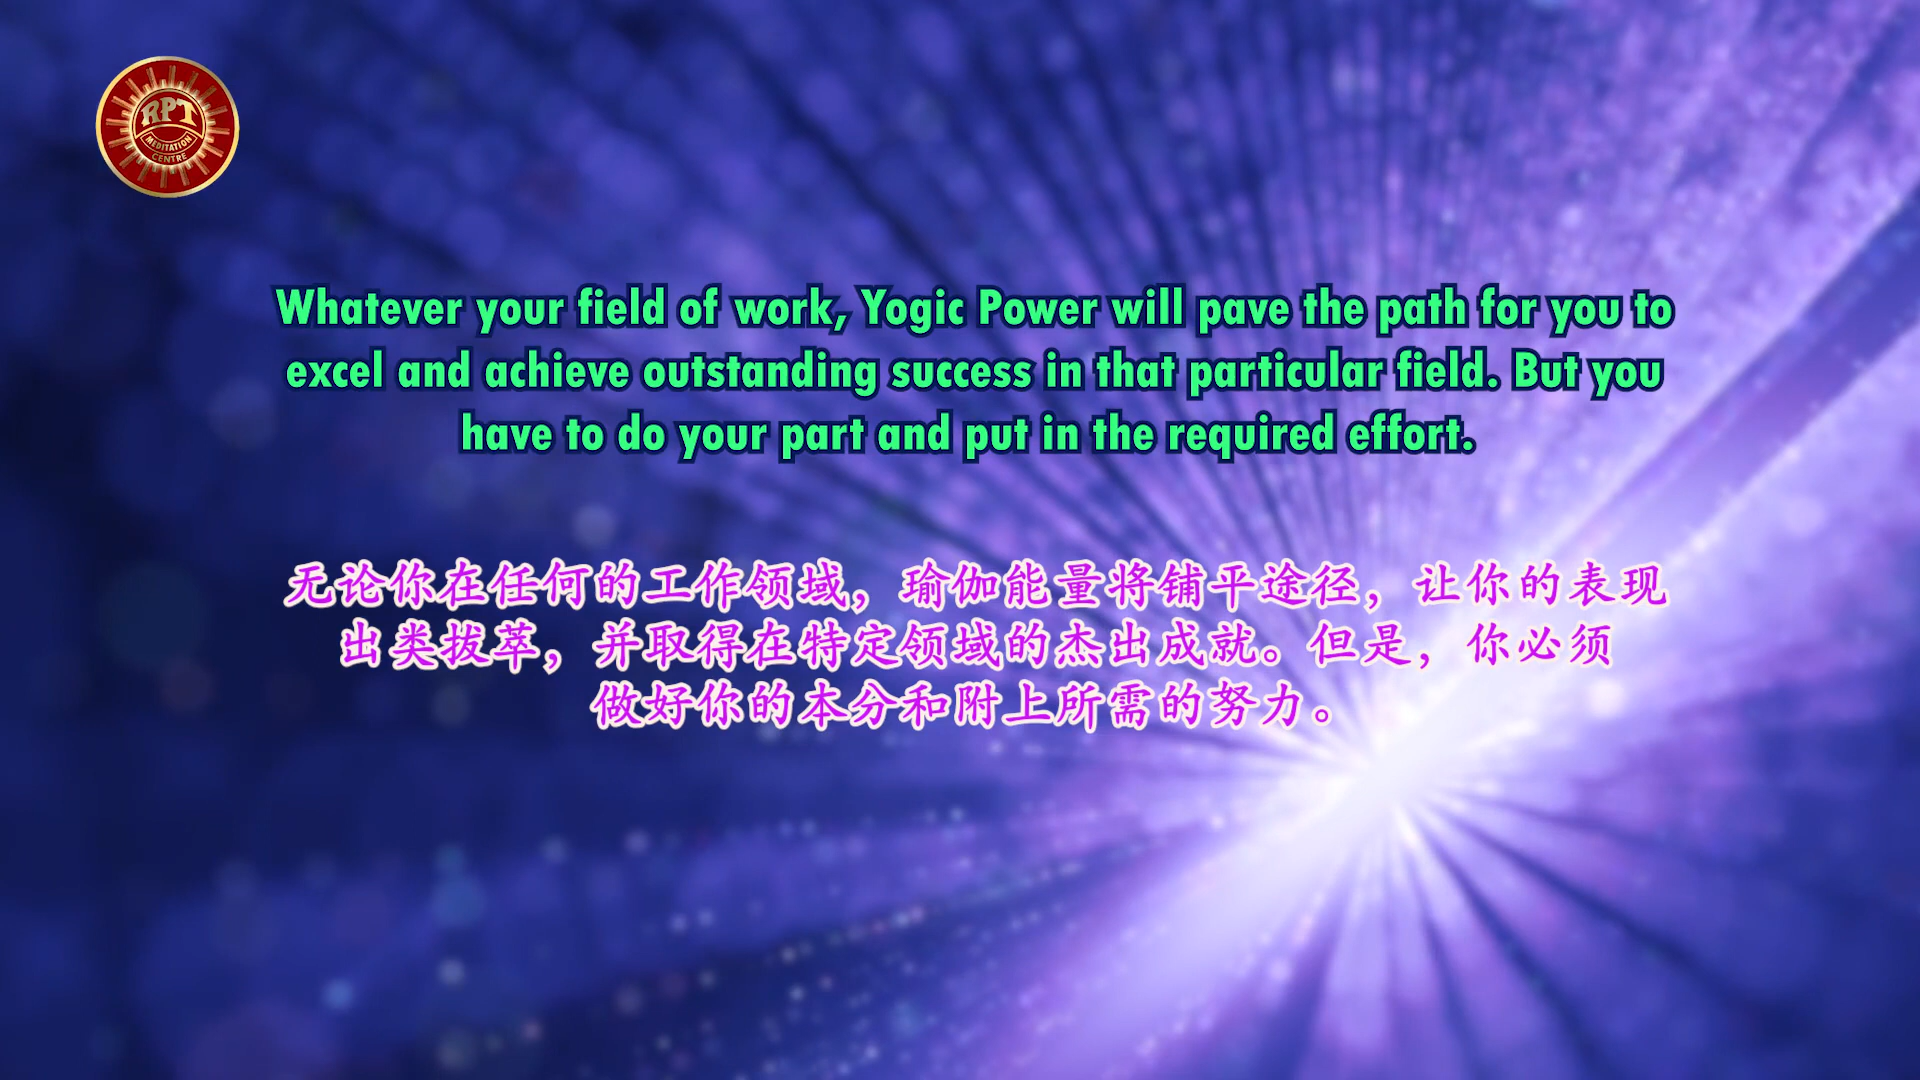 RPT
MEDITATION
CENTRE
Whatever your field of work, Yogic Power will pave the path for you to
excel and achieve outstanding success in that particular field. But you
have to do your part and put in the required effort.
无论你在任何的工作领域，瑜伽能量将铺平途径，让你的表现
出类拔萃，并取得在特定领域的杰出成就。但是，你必须
做好你的本分和附上所需的努力。